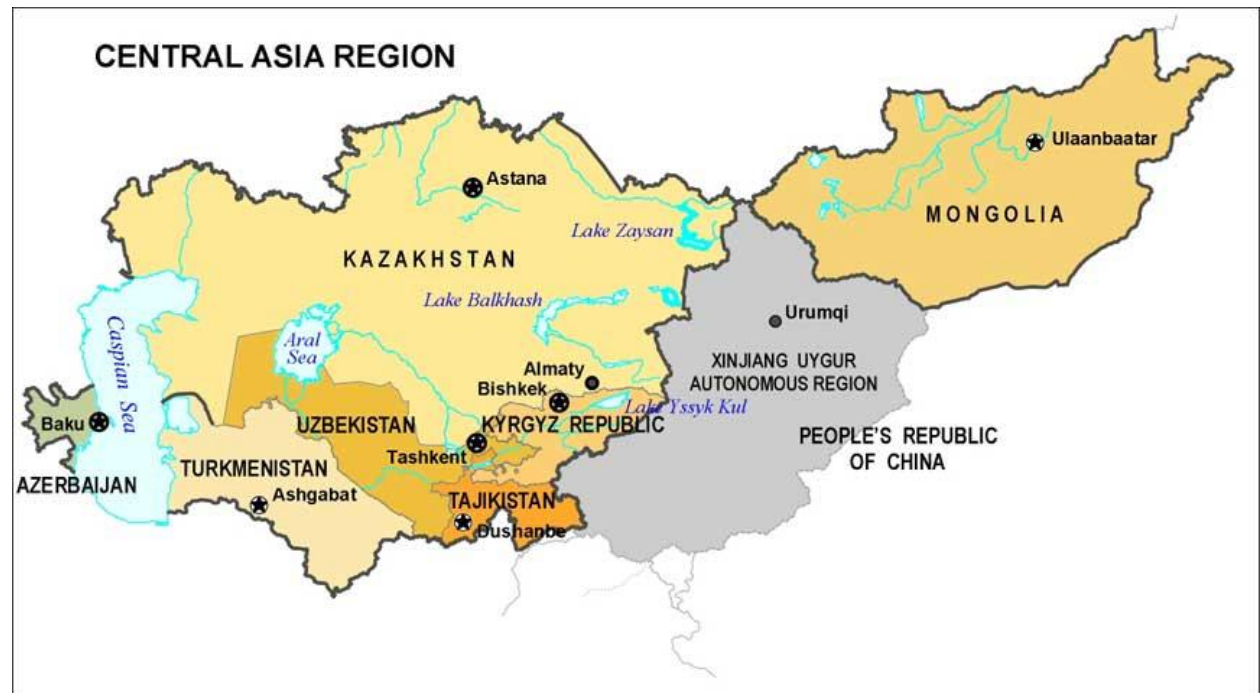 CENTRAL ASIA REGION
Ulaanbaatar
Astana
MONGOLIA
Lake Zaysan
KAZAKHSTAN
Lake Balkhash
Urumqi
Caspian Sea
Aral
Sea
XINJIANG UYGUR
AUTONOMOUS REGION
Almaty
Bishkek
Lake Yssyk Kul
Baku
UZBEKISTAN
KYRGYZ REPUBLIC
PEOPLE'S REPUBLIC
OF CHINA
Tashkent
TURKMENISTAN
AZERBAIJAN
Ashgabat
TAJIKISTAN
Dushanbe